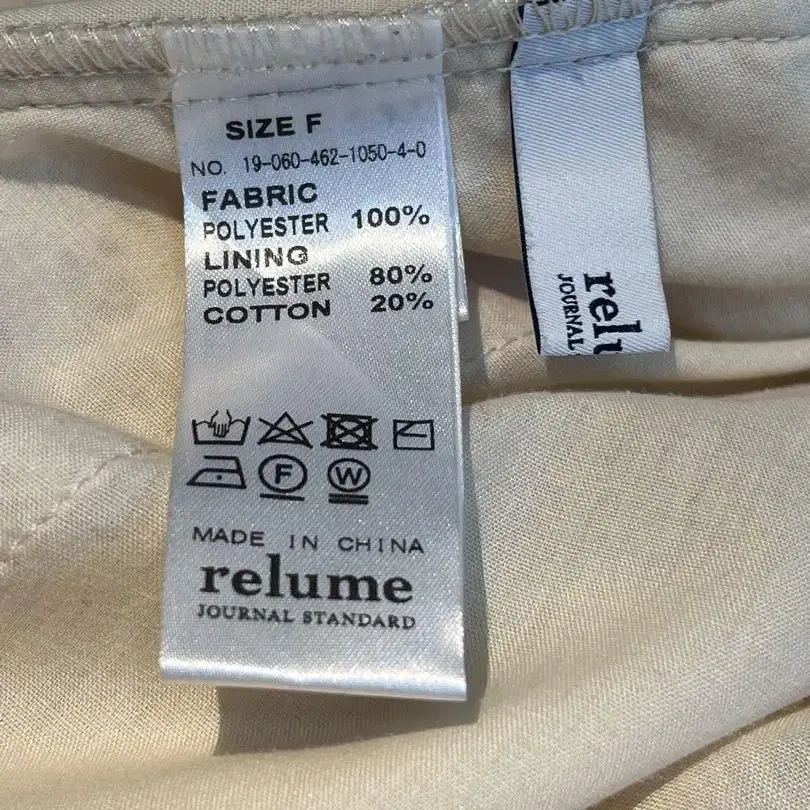 SIZE F
NO. 19-060-462-1050-4-0
FABRIC
POLYESTER 100%
LINING
POLYESTER 80%
COTTON 20%
F W
MADE IN CHINA
relume
JOURNAL STANDARD
relu
JOURNAL